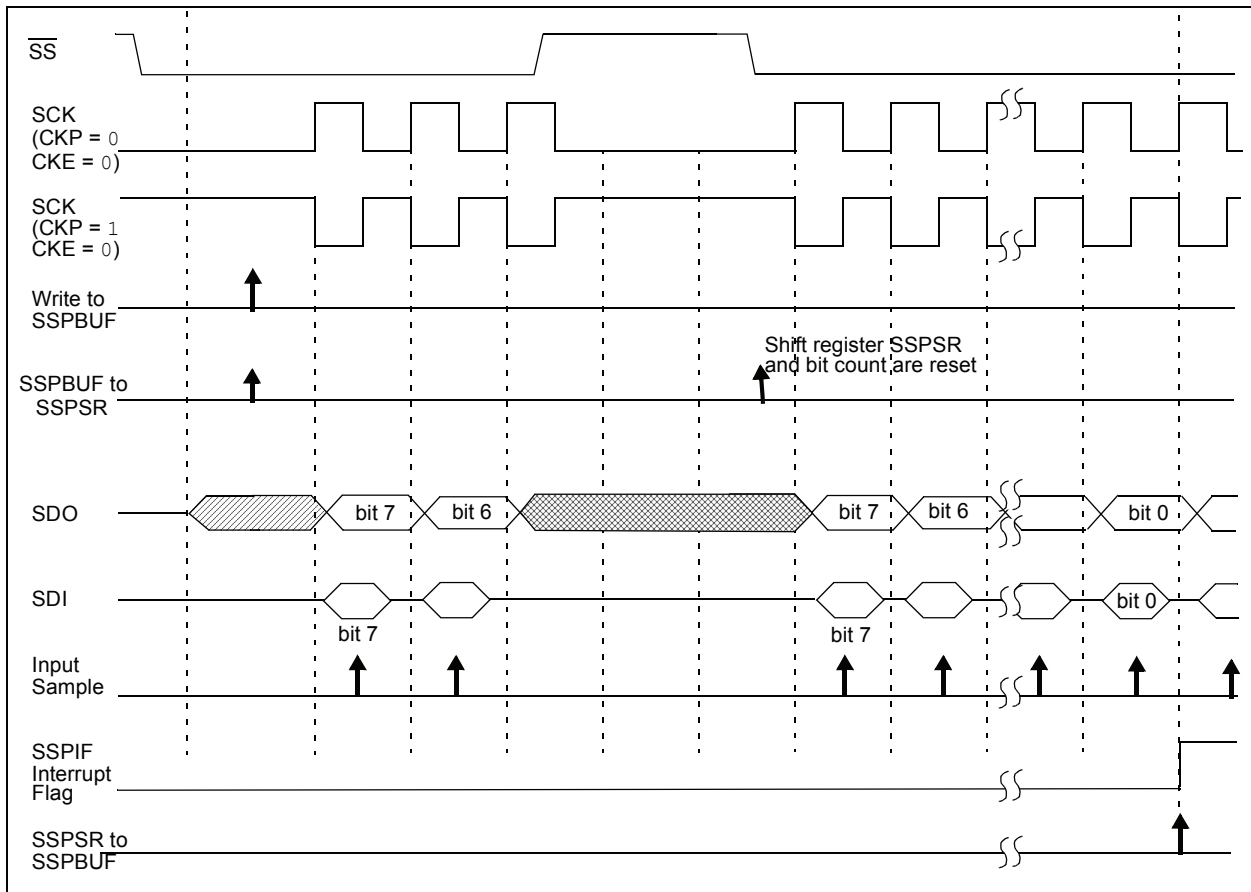 SS
SCK
(CKP = 0
CKE = 0)
SCK
(CKP = 1
CKE = 0)
Write to
SSPBUF
Shift register SSPSR
and bit count are reset
SSPBUF to
SSPSR
SDO
bit 7
bit 6
bit 7
bit 6
bit 0
SDI
bit 0
bit 7
bit 7
Input
Sample
SSPIF
Interrupt
Flag
SSPSR to
SSPBUF